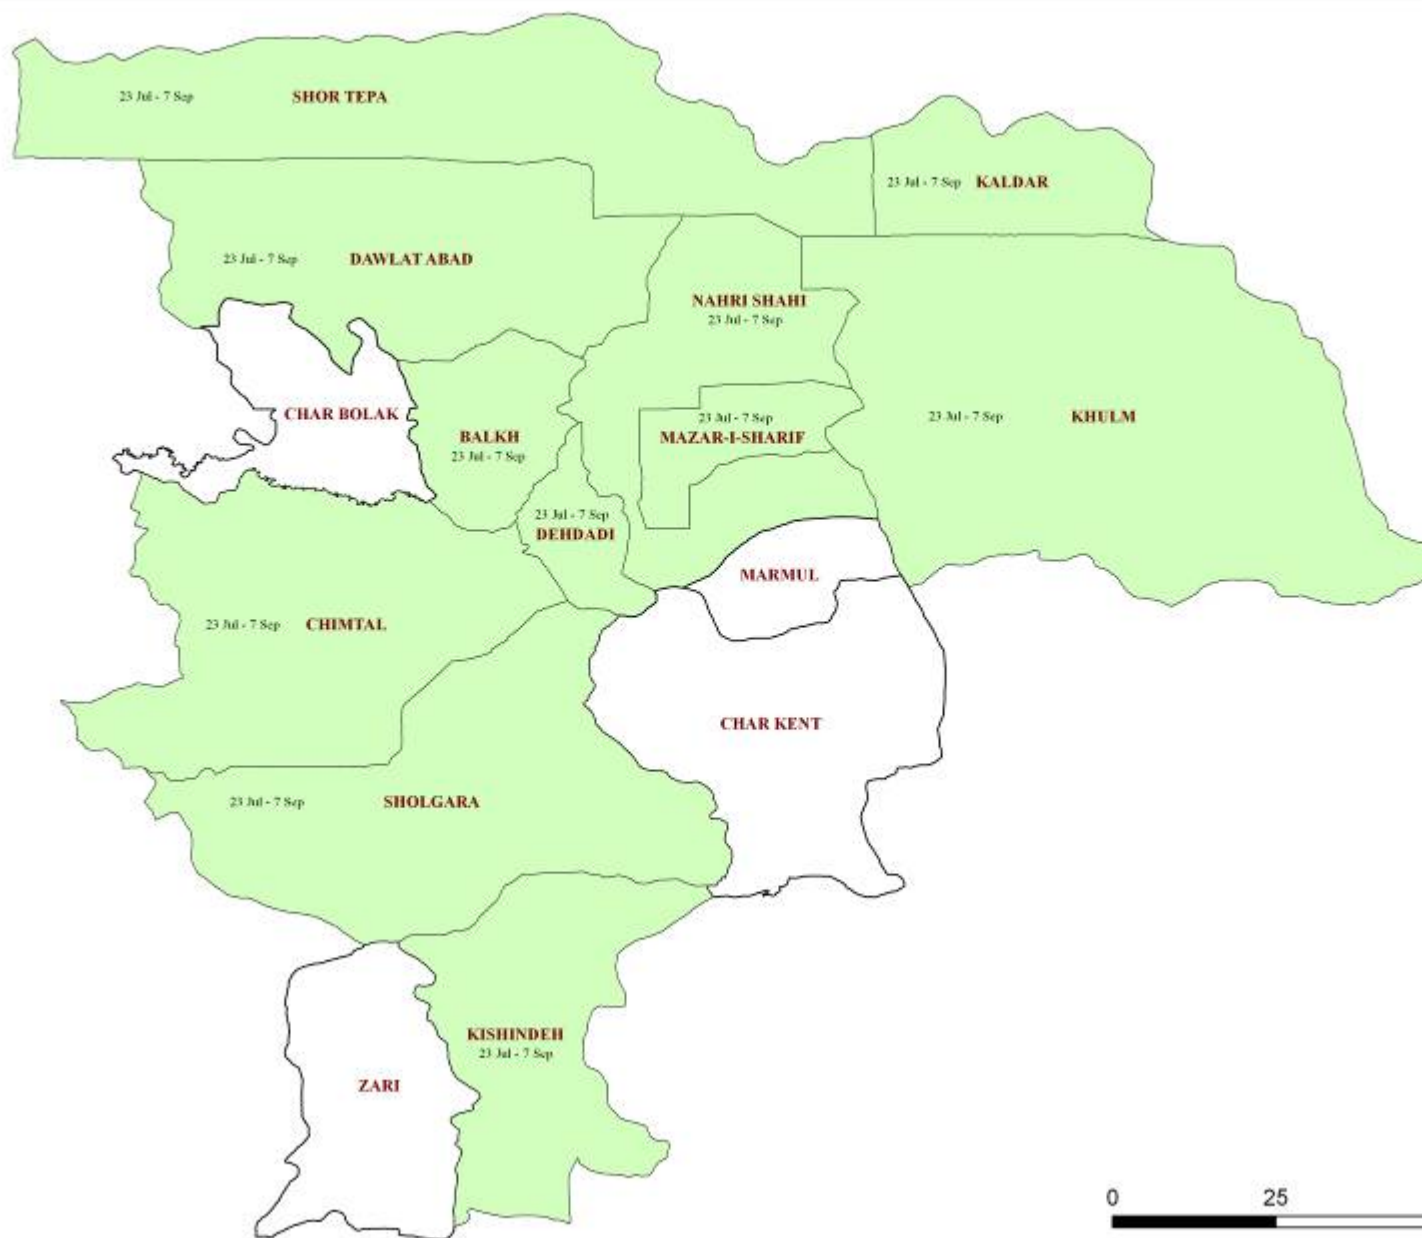 23 Jul - 7 Sep SHOR TEPA
23 Jul - 7 Sep KALDAR
23 Jul - 7 Sep DAWLAT ABAD
NAHRI SHAHI
23 Jul - 7 Sep
CHAR BOLAK
23 Jul - 7 Sep
MAZAR-I-SHARIF
23 Jul - 7 Sep KHULM
BALKH
23 Jul - 7 Sep
23 Jul - 7 Sep
DEHDADI
MARMUL
23 Jul - 7 Sep CHIMTAL
CHAR KENT
23 Jul - 7 Sep SHOLGARA
KISHINDEH
23 Jul - 7 Sep
ZARI
0 25